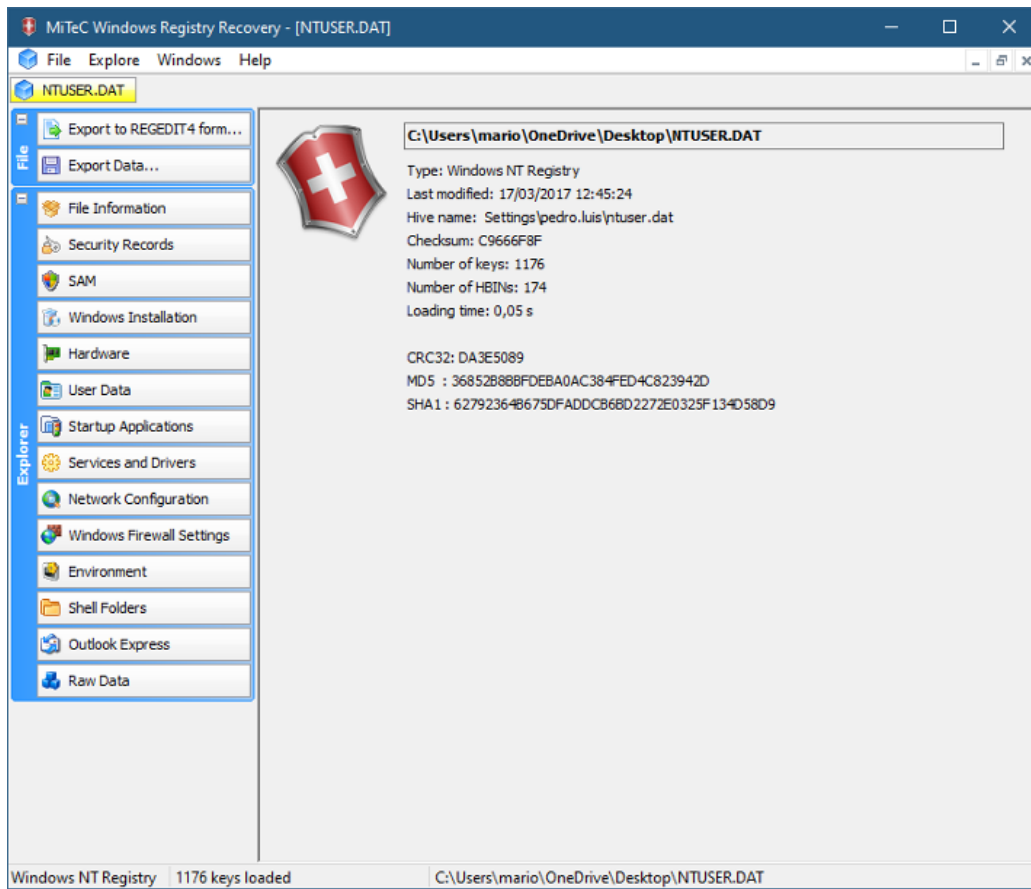 MiTeC Windows Registry Recovery - [NTUSER.DAT]
File Explore Windows Help
NTUSER.DAT
File
Export to REGEDIT4 form...
Export Data...
Explorer
File Information
Security Records
SAM
Windows Installation
Hardware
User Data
Startup Applications
Services and Drivers
Network Configuration
Windows Firewall Settings
Environment
Shell Folders
Outlook Express
Raw Data
C:\Users\mario\OneDrive\Desktop\NTUSER.DAT
Type: Windows NT Registry
Last modified: 17/03/2017 12:45:24
Hive name: Settings\pedro.luis\ntuser.dat
Checksum: C9666F8F
Number of keys: 1176
Number of HBINs: 174
Loading time: 0,05 s
CRC32: DA3E5089
MD5 : 36852B8BBFDEBA0AC384FED4C823942D
SHA1 : 62792364B675DFADDCB6BD2272E0325F134D58D9
Windows NT Registry 1176 keys loaded C:\Users\mario\OneDrive\Desktop\NTUSER.DAT